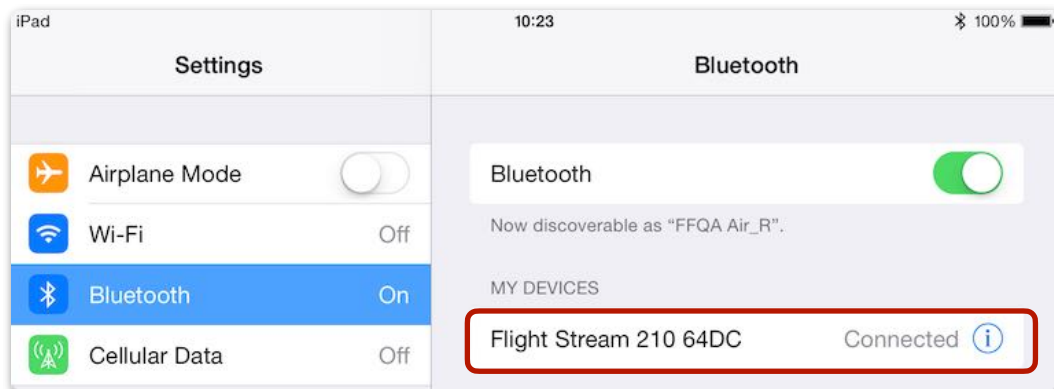 iPad 10:23 100%
Settings
Bluetooth
Airplane Mode
Wi-Fi Off
Bluetooth On
Cellular Data Off
Bluetooth
Now discoverable as “FFQA Air_R”.
MY DEVICES
Flight Stream 210 64DC Connected